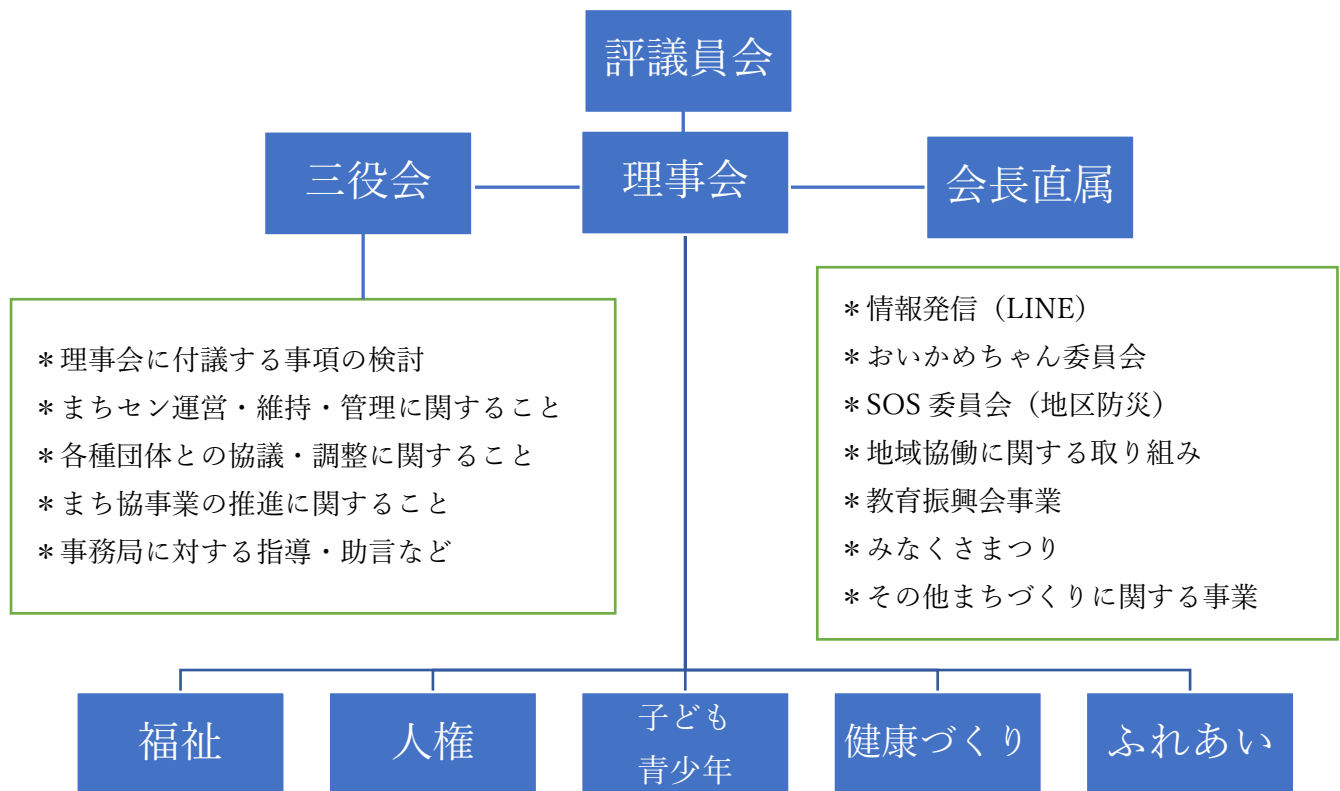 評議員会
三役会
理事会
会長直属
＊理事会に付議する事項の検討
＊まちセン運営・維持・管理に関すること
＊各種団体との協議・調整に関すること
＊まち協事業の推進に関すること
＊事務局に対する指導・助言など
＊情報発信（LINE）
＊おいかめちゃん委員会
＊SOS 委員会（地区防災）
＊地域協働に関する取り組み
＊教育振興会事業
＊みなくさまつり
＊その他まちづくりに関する事業
福祉
人権
子ども
青少年
健康づくり
ふれあい